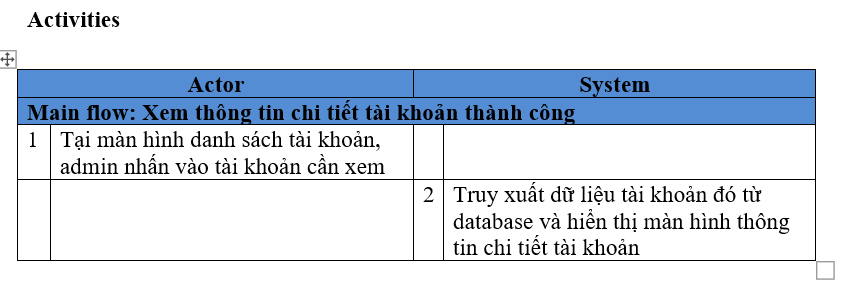 Activities
Actor System
Main flow: Xem thông tin chi tiết tài khoản thành công
1 Tại màn hình danh sách tài khoản,
admin nhấn vào tài khoản cần xem
2 Truy xuất dữ liệu tài khoản đó từ
database và hiển thị màn hình thông
tin chi tiết tài khoản